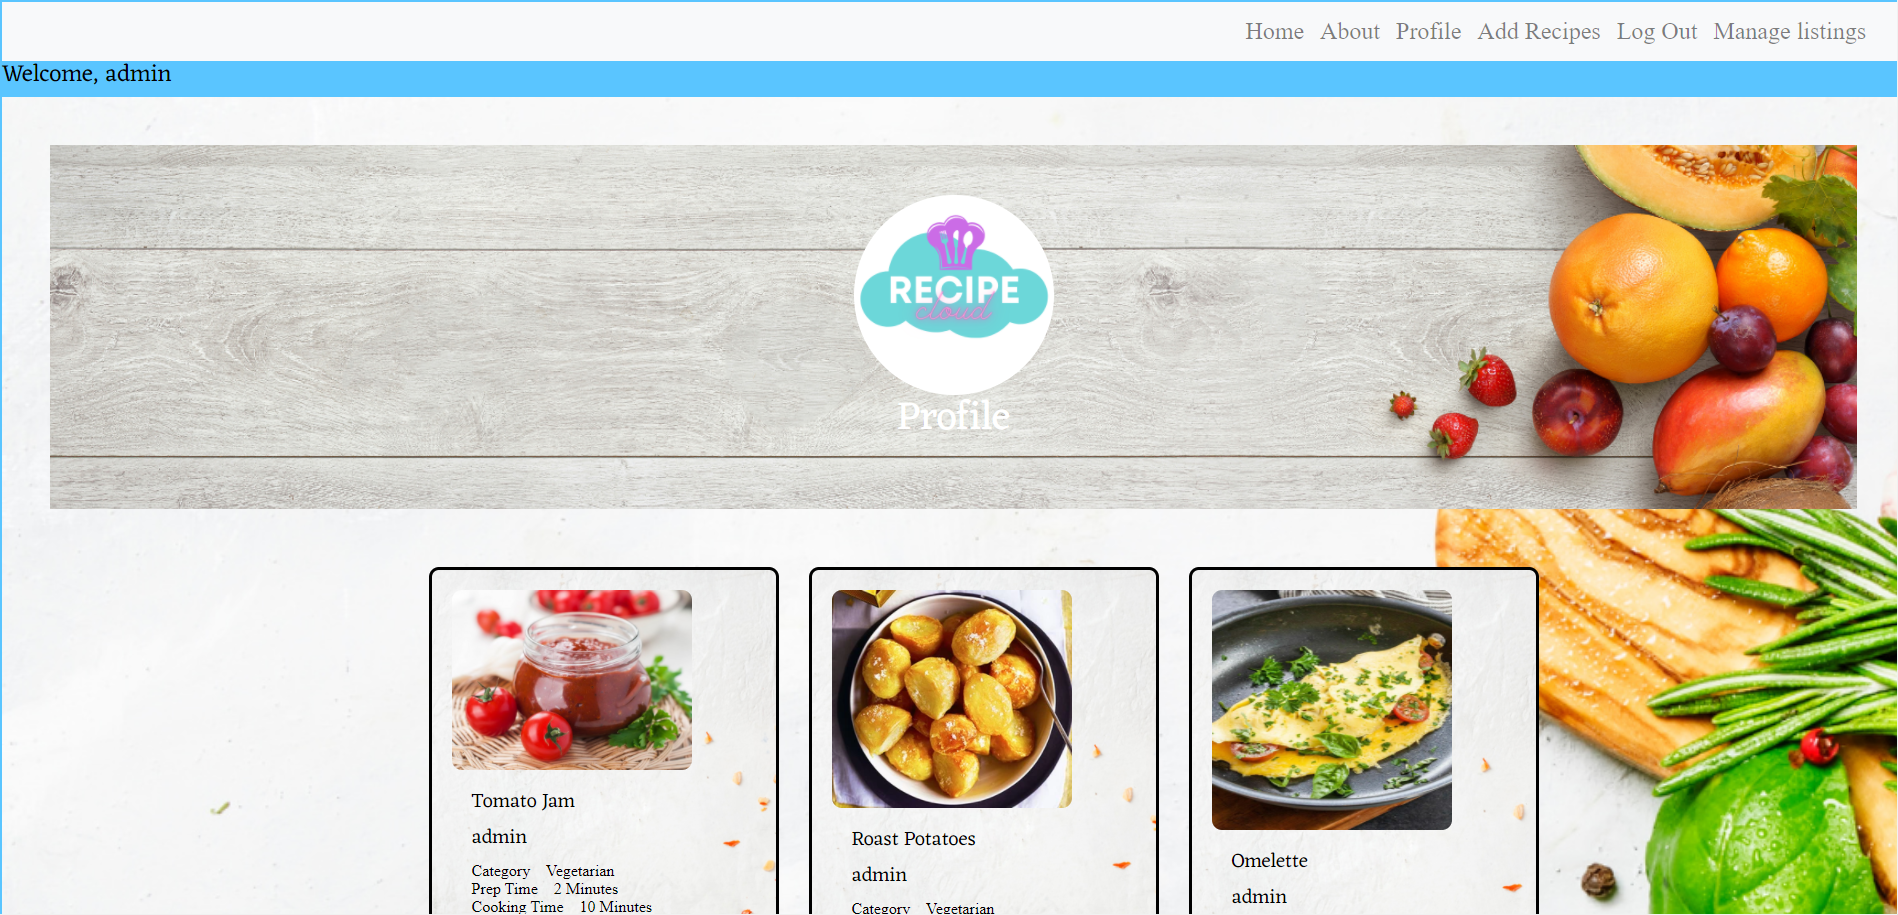 Home About Profile Add Recipes Log Out Manage listings
Welcome, admin
RECIPE
cloud
Profile
Tomato Jam
admin
Category Vegetarian
Prep Time 2 Minutes
Cooking Time 10 Minutes
Roast Potatoes
admin
Category Vegetarian
Omelette
admin